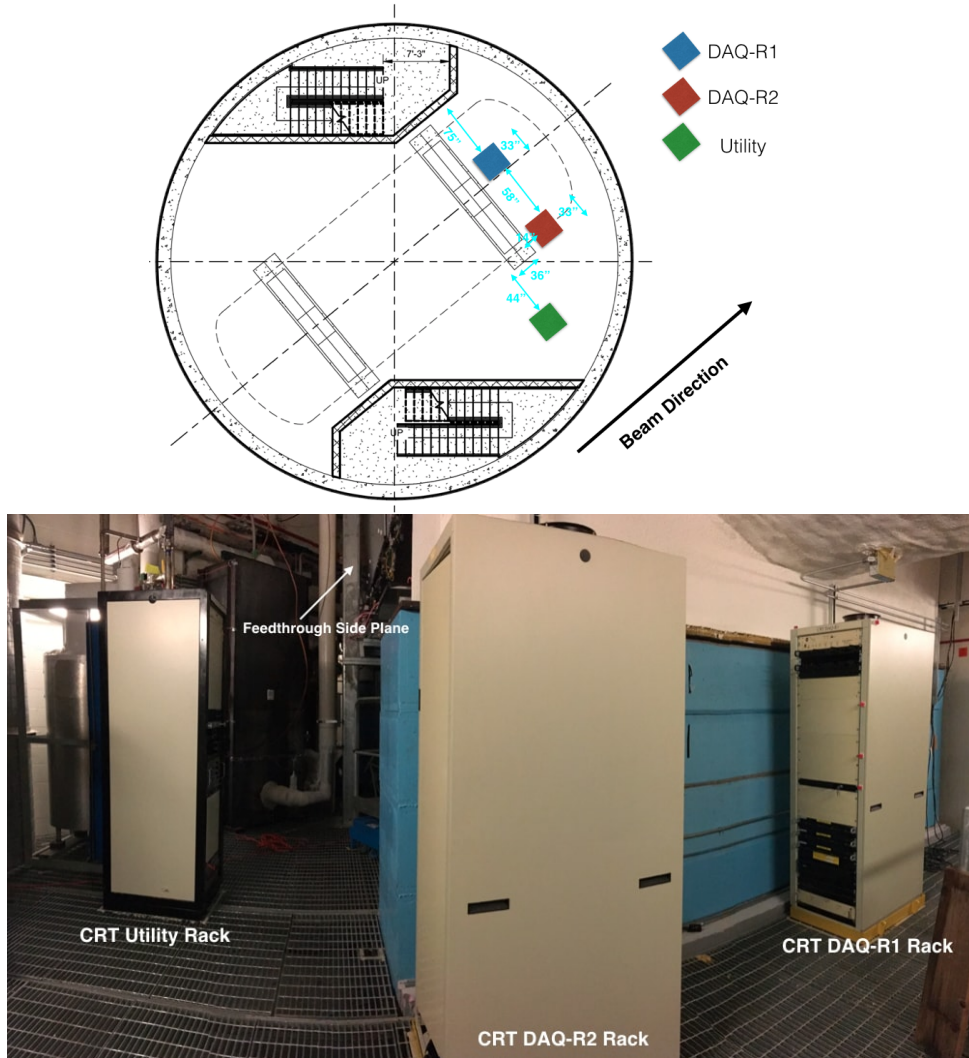 7'-3"
UP
DAQ-R1
DAQ-R2
Utility
75"
33"
58"
33"
14"
36"
44"
UP
Beam Direction
Feedthrough Side Plane
CRT Utility Rack
CRT DAQ-R1 Rack
CRT DAQ-R2 Rack